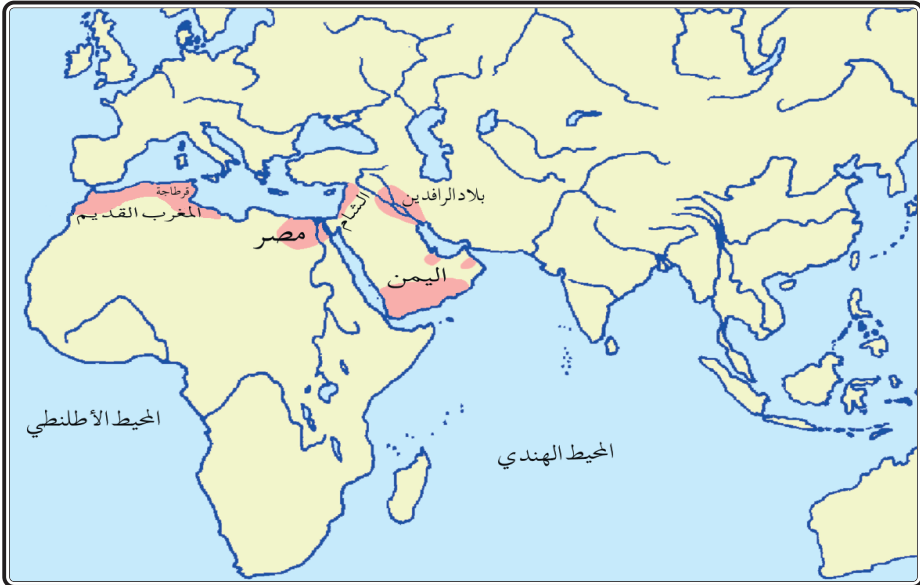 بلاد الرافدين
الشام
قرطاجة
المغرب القديم
مصر
اليمن
المحيط الأطلنطي
المحيط الهندي